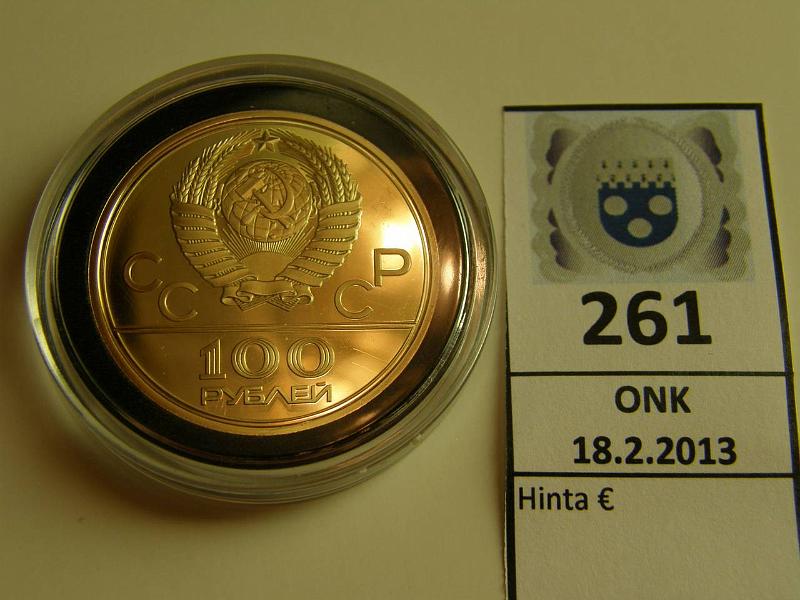 СССР
100
РУБЛЕЙ
261
ONK
18.2.2013
Hinta €